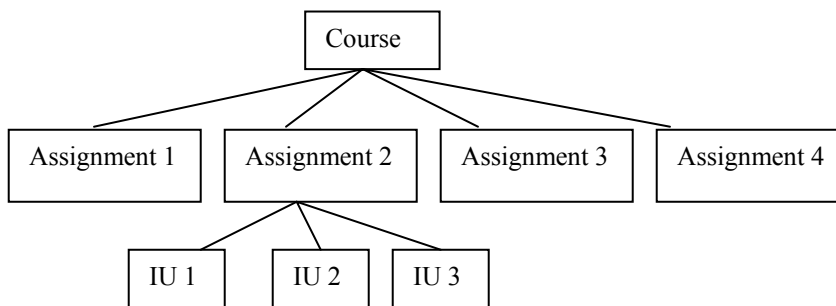 Course
Assignment 1
Assignment 2
Assignment 3
Assignment 4
IU 1
IU 2
IU 3